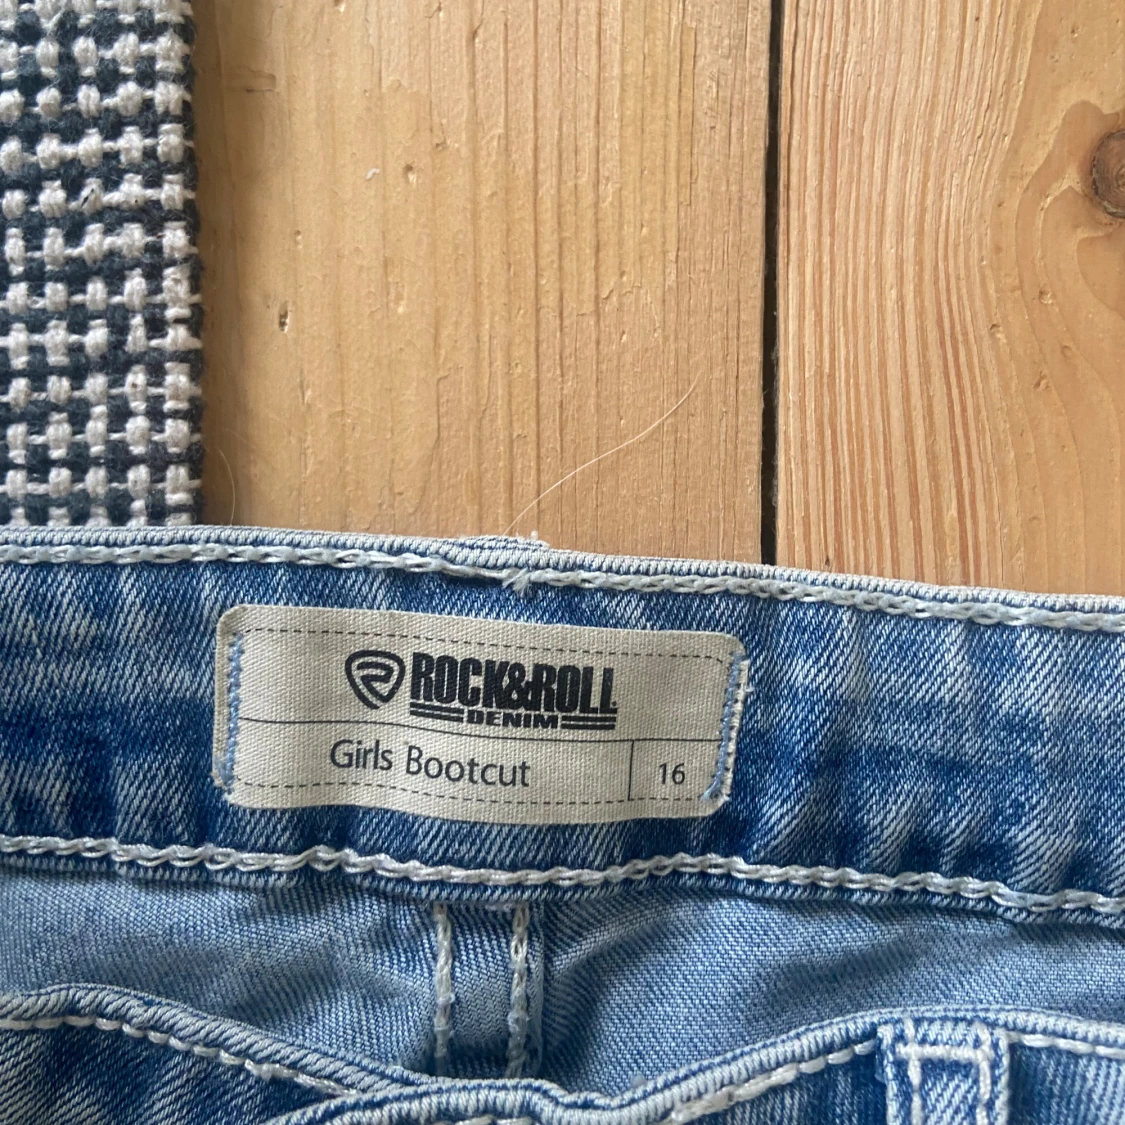 ROCK&ROLL
DENIM
Girls Bootcut
16